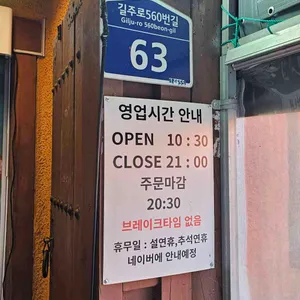 길주로560번길
Gilju-ro 560beon-gil
63
영업시간 안내
OPEN 10 : 30
CLOSE 21 : 00
주문마감
20:30
브레이크타임 없음
휴무일 : 설연휴,추석연휴
네이버에 안내예정